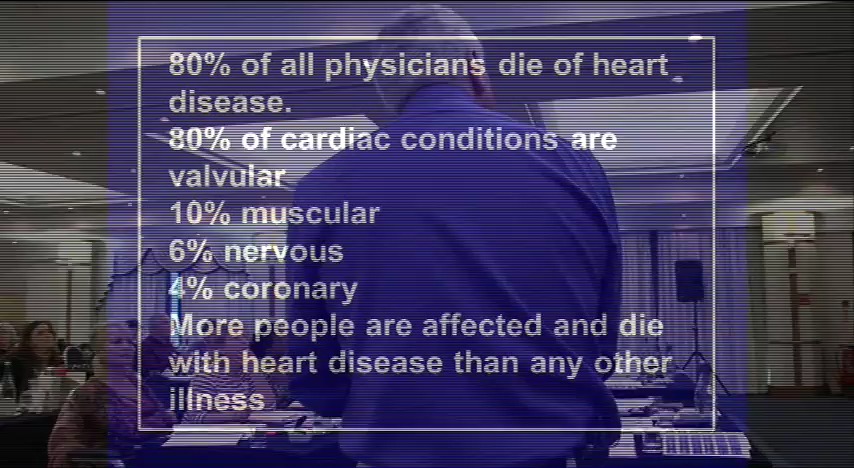 80% of all physicians die of heart
disease.
80% of cardiac conditions are
valvular
10% muscular
6% nervous
4% coronary
More people are affected and die
with heart disease than any other
illness